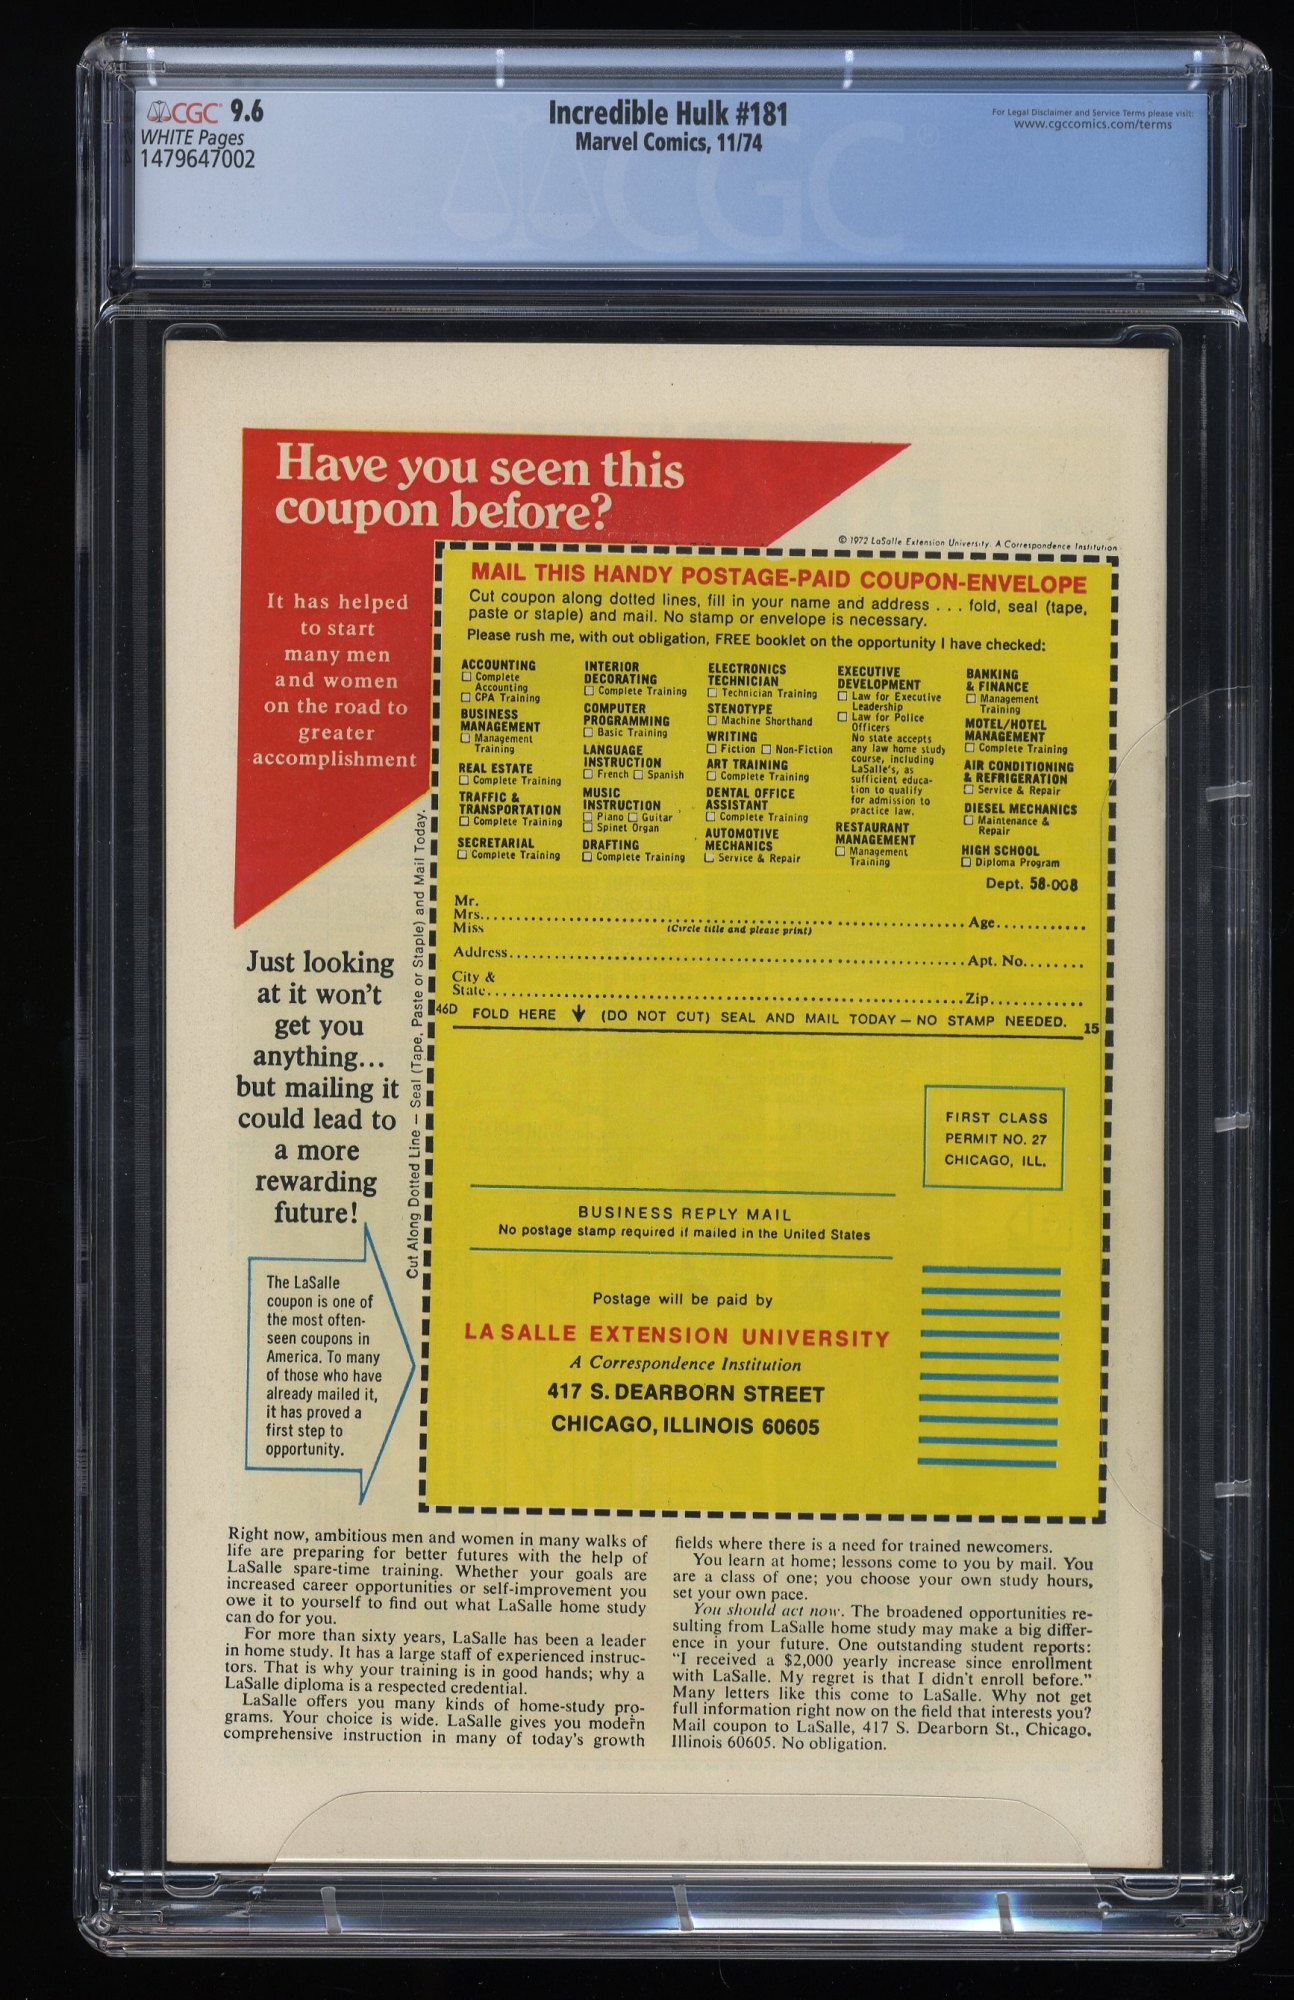 CGC 9.6
WHITE Pages
1479647002
Incredible Hulk #181
Marvel Comics, 11/74
For Legal Disclaimer and Service Terms please visit:
www.cgccomics.com/terms
CGC
Have you seen this
coupon before?
It has helped
to start
many men
and women
on the road to
greater
accomplishment
© 1972 LaSalle Extension University. A Correspondence Institution
MAIL THIS HANDY POSTAGE-PAID COUPON-ENVELOPE
Cut coupon along dotted lines, fill in your name and address . . . fold, seal (tape,
paste or staple) and mail. No stamp or envelope is necessary.
Please rush me, with out obligation, FREE booklet on the opportunity I have checked:
ACCOUNTING
☐ Complete
Accounting
☐ CPA Training
BUSINESS
MANAGEMENT
☐ Management
Training
REAL ESTATE
☐ Complete Training
TRAFFIC &
TRANSPORTATION
☐ Complete Training
SECRETARIAL
☐ Complete Training
INTERIOR
DECORATING
☐ Complete Training
COMPUTER
PROGRAMMING
☐ Basic Training
LANGUAGE
INSTRUCTION
☐ French ☐ Spanish
MUSIC
INSTRUCTION
☐ Piano ☐ Guitar
☐ Spinet Organ
DRAFTING
☐ Complete Training
ELECTRONICS
TECHNICIAN
☐ Technician Training
STENOTYPE
☐ Machine Shorthand
WRITING
☐ Fiction ☐ Non-Fiction
ART TRAINING
☐ Complete Training
DENTAL OFFICE
ASSISTANT
☐ Complete Training
AUTOMOTIVE
MECHANICS
☐ Service & Repair
EXECUTIVE
DEVELOPMENT
☐ Law for Executive
Leadership
☐ Law for Police
Officers
No state accepts
any law home study
course, including
LaSalle's, as
sufficient educa-
tion to qualify
for admission to
practice law.
RESTAURANT
MANAGEMENT
☐ Management
Training
BANKING
& FINANCE
☐ Management
Training
MOTEL/HOTEL
MANAGEMENT
☐ Complete Training
AIR CONDITIONING
& REFRIGERATION
☐ Service & Repair
DIESEL MECHANICS
☐ Maintenance &
Repair
HIGH SCHOOL
☐ Diploma Program
Dept. 58-008
Mr.
Mrs. Age
Miss (Circle title and please print)
Address Apt. No.
City &
State Zip
46D FOLD HERE ↓ (DO NOT CUT) SEAL AND MAIL TODAY — NO STAMP NEEDED. 15
Cut Along Dotted Line — Seal (Tape, Paste or Staple) and Mail Today.
Just looking
at it won't
get you
anything...
but mailing it
could lead to
a more
rewarding
future!
The LaSalle
coupon is one of
the most often-
seen coupons in
America. To many
of those who have
already mailed it,
it has proved a
first step to
opportunity.
FIRST CLASS
PERMIT NO. 27
CHICAGO, ILL.
BUSINESS REPLY MAIL
No postage stamp required if mailed in the United States
Postage will be paid by
LA SALLE EXTENSION UNIVERSITY
A Correspondence Institution
417 S. DEARBORN STREET
CHICAGO, ILLINOIS 60605
Right now, ambitious men and women in many walks of
life are preparing for better futures with the help of
LaSalle spare-time training. Whether your goals are
increased career opportunities or self-improvement you
owe it to yourself to find out what LaSalle home study
can do for you.
For more than sixty years, LaSalle has been a leader
in home study. It has a large staff of experienced instruc-
tors. That is why your training is in good hands; why a
LaSalle diploma is a respected credential.
LaSalle offers you many kinds of home-study pro-
grams. Your choice is wide. LaSalle gives you modern
comprehensive instruction in many of today's growth
fields where there is a need for trained newcomers.
You learn at home; lessons come to you by mail. You
are a class of one; you choose your own study hours,
set your own pace.
You should act now. The broadened opportunities re-
sulting from LaSalle home study may make a big differ-
ence in your future. One outstanding student reports:
"I received a $2,000 yearly increase since enrollment
with LaSalle. My regret is that I didn't enroll before."
Many letters like this come to LaSalle. Why not get
full information right now on the field that interests you?
Mail coupon to LaSalle, 417 S. Dearborn St., Chicago,
Illinois 60605. No obligation.